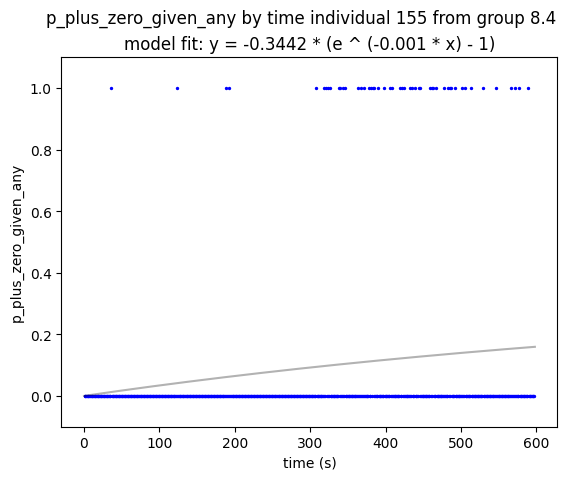 p_plus_zero_given_any by time individual 155 from group 8.4
model fit: y = -0.3442 * (e ^ (-0.001 * x) - 1)
1.0
0.8
0.6
0.4
0.2
0.0
p_plus_zero_given_any
0 100 200 300 400 500 600
time (s)